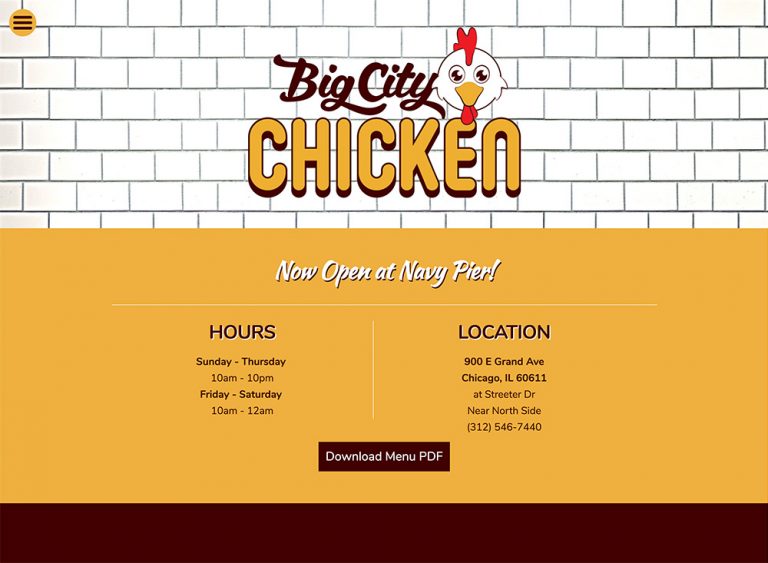 Big City
CHICKEN
Now Open at Navy Pier!
HOURS
Sunday - Thursday
10am - 10pm
Friday - Saturday
10am - 12am
LOCATION
900 E Grand Ave
Chicago, IL 60611
at Streeter Dr
Near North Side
(312) 546-7440
Download Menu PDF